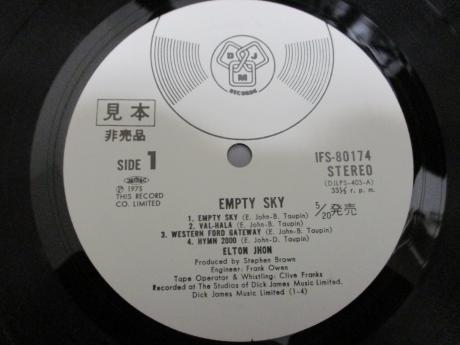 D J
M
RECORDS
見本
非売品
SIDE 1
IFS-80174
STEREO
(DJLPS-403-A)
33⅓ r. p. m.
Ⓟ 1975
THIS RECORD
CO. LIMITED
EMPTY SKY
5/20発売
1. EMPTY SKY (E. John-B. Taupin)
2. VAL-HALA (E. John-B. Taupin)
3. WESTERN FORD GATEWAY (E. John-B. Taupin)
4. HYMN 2000 (E. John-D. Taupin)
ELTON JHON
Produced by Stephen Brown
Engineer: Frank Owen
Tape Operator & Whistling: Clive Franks
Recorded at The Studios of Dick James Music Limited.
Dick James Music Limited (1-4)